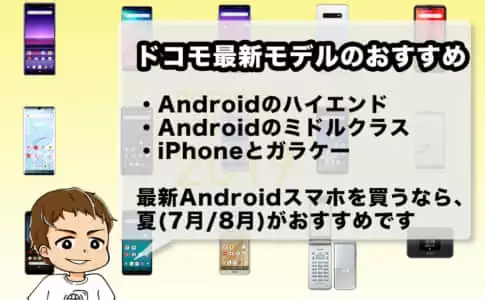 ドコモ最新モデルのおすすめ
・Androidのハイエンド
・Androidのミドルクラス
・iPhoneとガラケー
最新Androidスマホを買うなら、
夏(7月/8月)がおすすめです